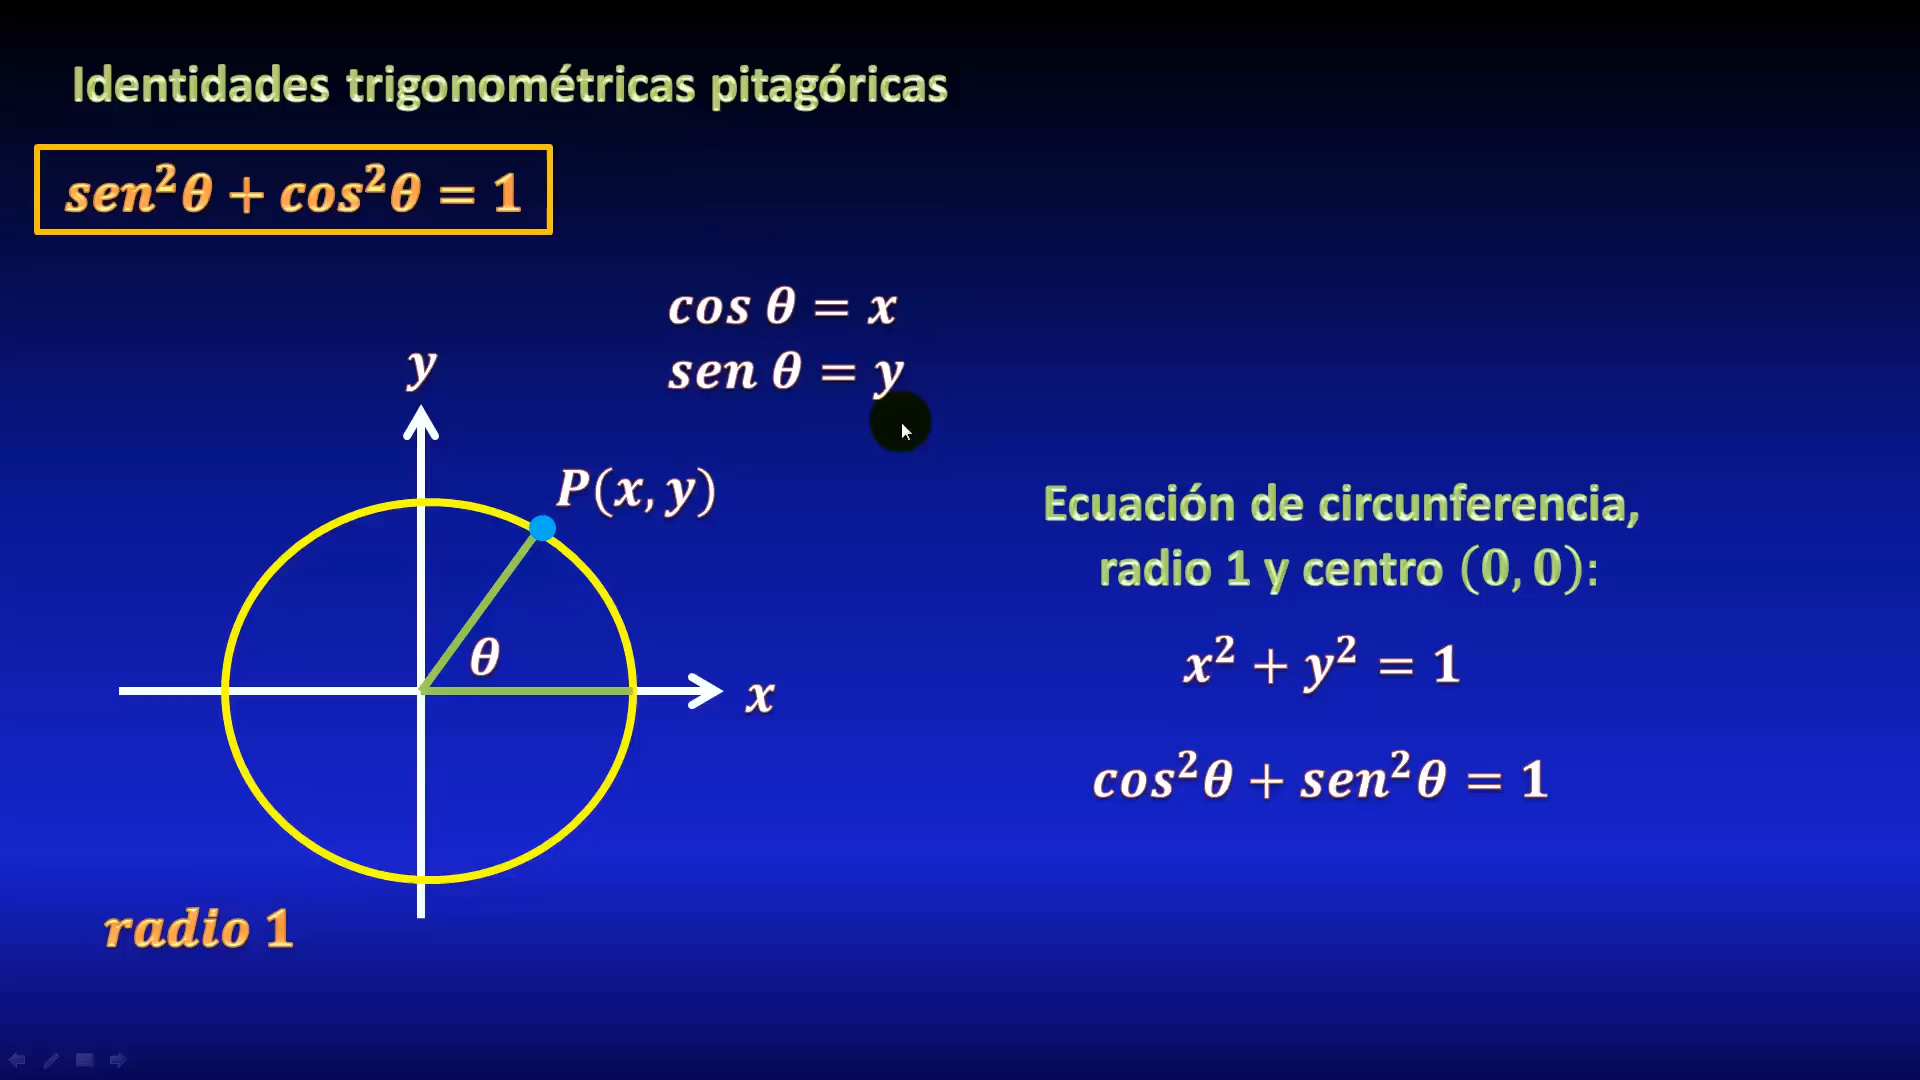 Identidades trigonométricas pitagóricas
sen²θ + cos²θ = 1
cos θ = x
sen θ = y
y
P(x, y)
θ
x
radio 1
Ecuación de circunferencia,
radio 1 y centro (0, 0):
x² + y² = 1
cos²θ + sen²θ = 1